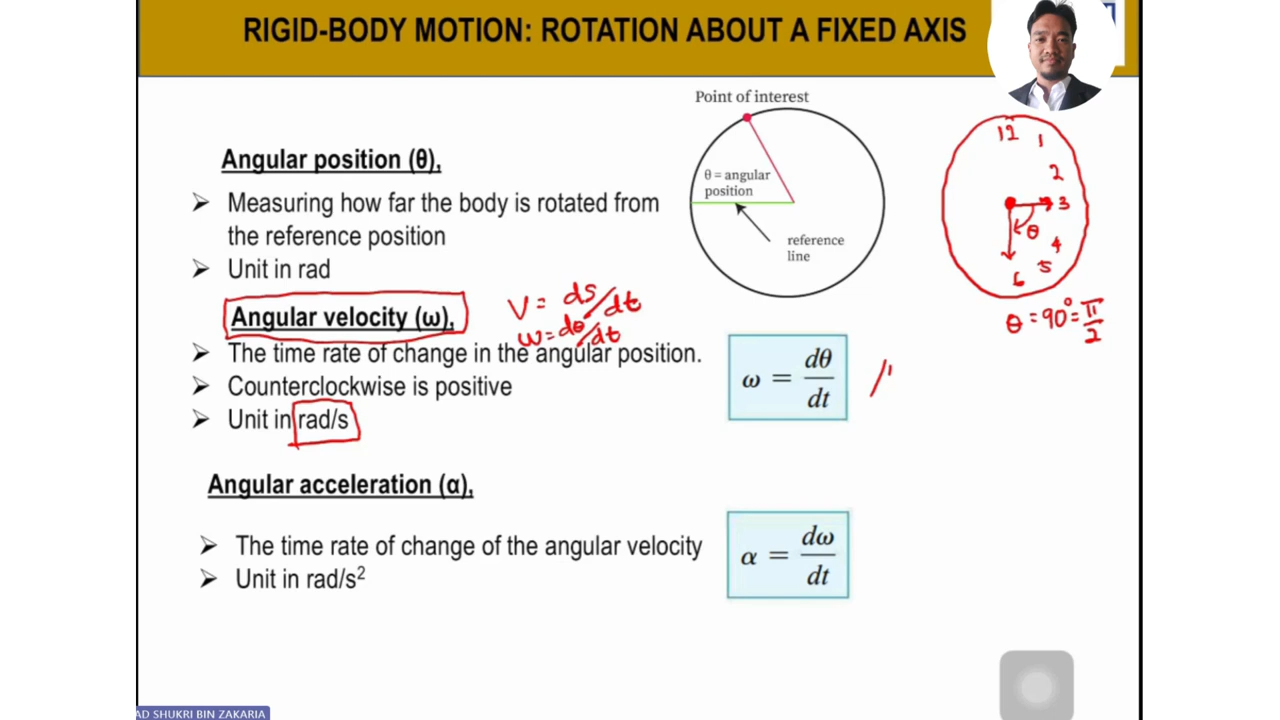 RIGID-BODY MOTION: ROTATION ABOUT A FIXED AXIS
Angular position (θ),
➢ Measuring how far the body is rotated from
the reference position
➢ Unit in rad
Angular velocity (ω),
V = ds/dt
ω = dθ/dt
➢ The time rate of change in the angular position.
➢ Counterclockwise is positive
➢ Unit in rad/s
Angular acceleration (α),
➢ The time rate of change of the angular velocity
➢ Unit in rad/s²
Point of interest
θ = angular
position
reference
line
12
1
2
3
θ
4
5
6
θ = 90° = π/2
ω = dθ/dt
α = dω/dt
AD SHUKRI BIN ZAKARIA